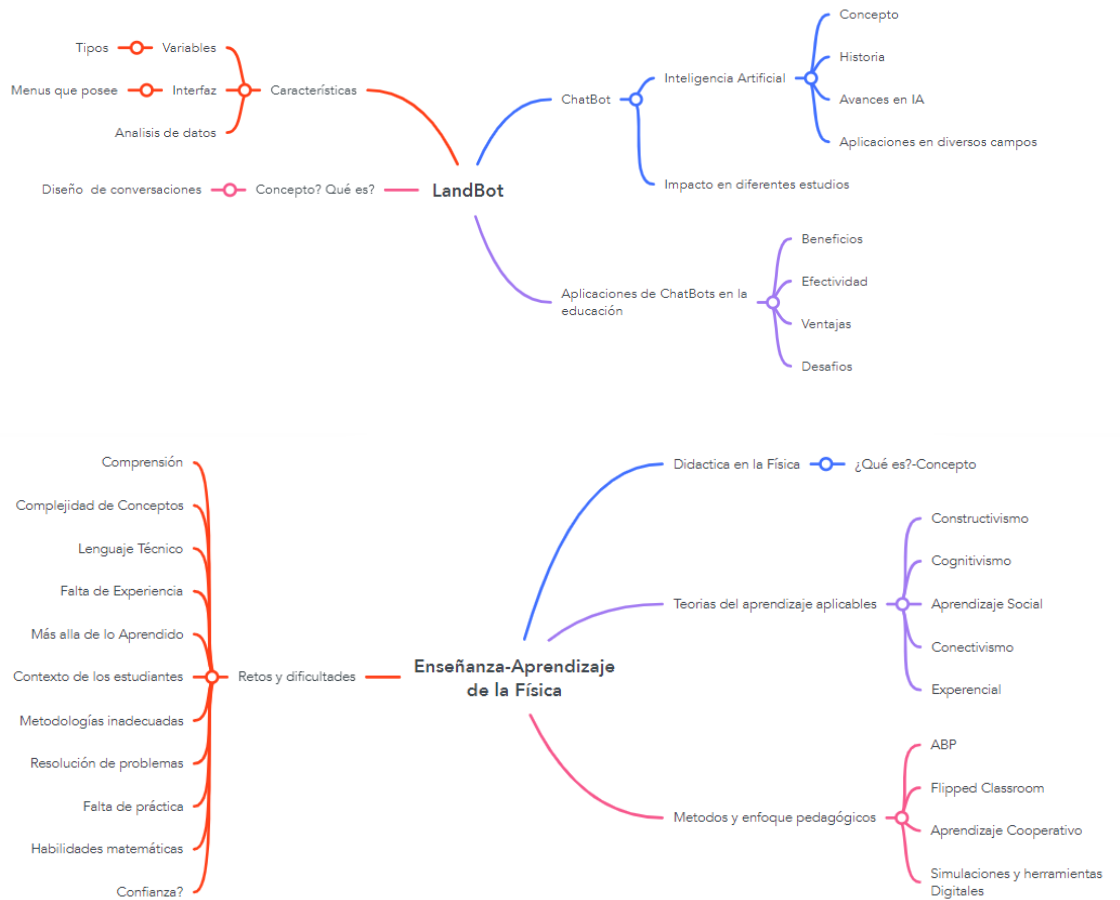 Tipos
Variables
Menus que posee
Interfaz
Características
Analisis de datos
Diseño de conversaciones
Concepto? Qué es?
LandBot
ChatBot
Inteligencia Artificial
Concepto
Historia
Avances en IA
Aplicaciones en diversos campos
Impacto en diferentes estudios
Aplicaciones de ChatBots en la
educación
Beneficios
Efectividad
Ventajas
Desafios
Comprensión
Complejidad de Conceptos
Lenguaje Técnico
Falta de Experiencia
Más alla de lo Aprendido
Contexto de los estudiantes
Metodologías inadecuadas
Resolución de problemas
Falta de práctica
Habilidades matemáticas
Confianza?
Retos y dificultades
Enseñanza-Aprendizaje
de la Física
Didactica en la Física
¿Qué es?-Concepto
Teorias del aprendizaje aplicables
Constructivismo
Cognitivismo
Aprendizaje Social
Conectivismo
Experencial
Metodos y enfoque pedagógicos
ABP
Flipped Classroom
Aprendizaje Cooperativo
Simulaciones y herramientas
Digitales